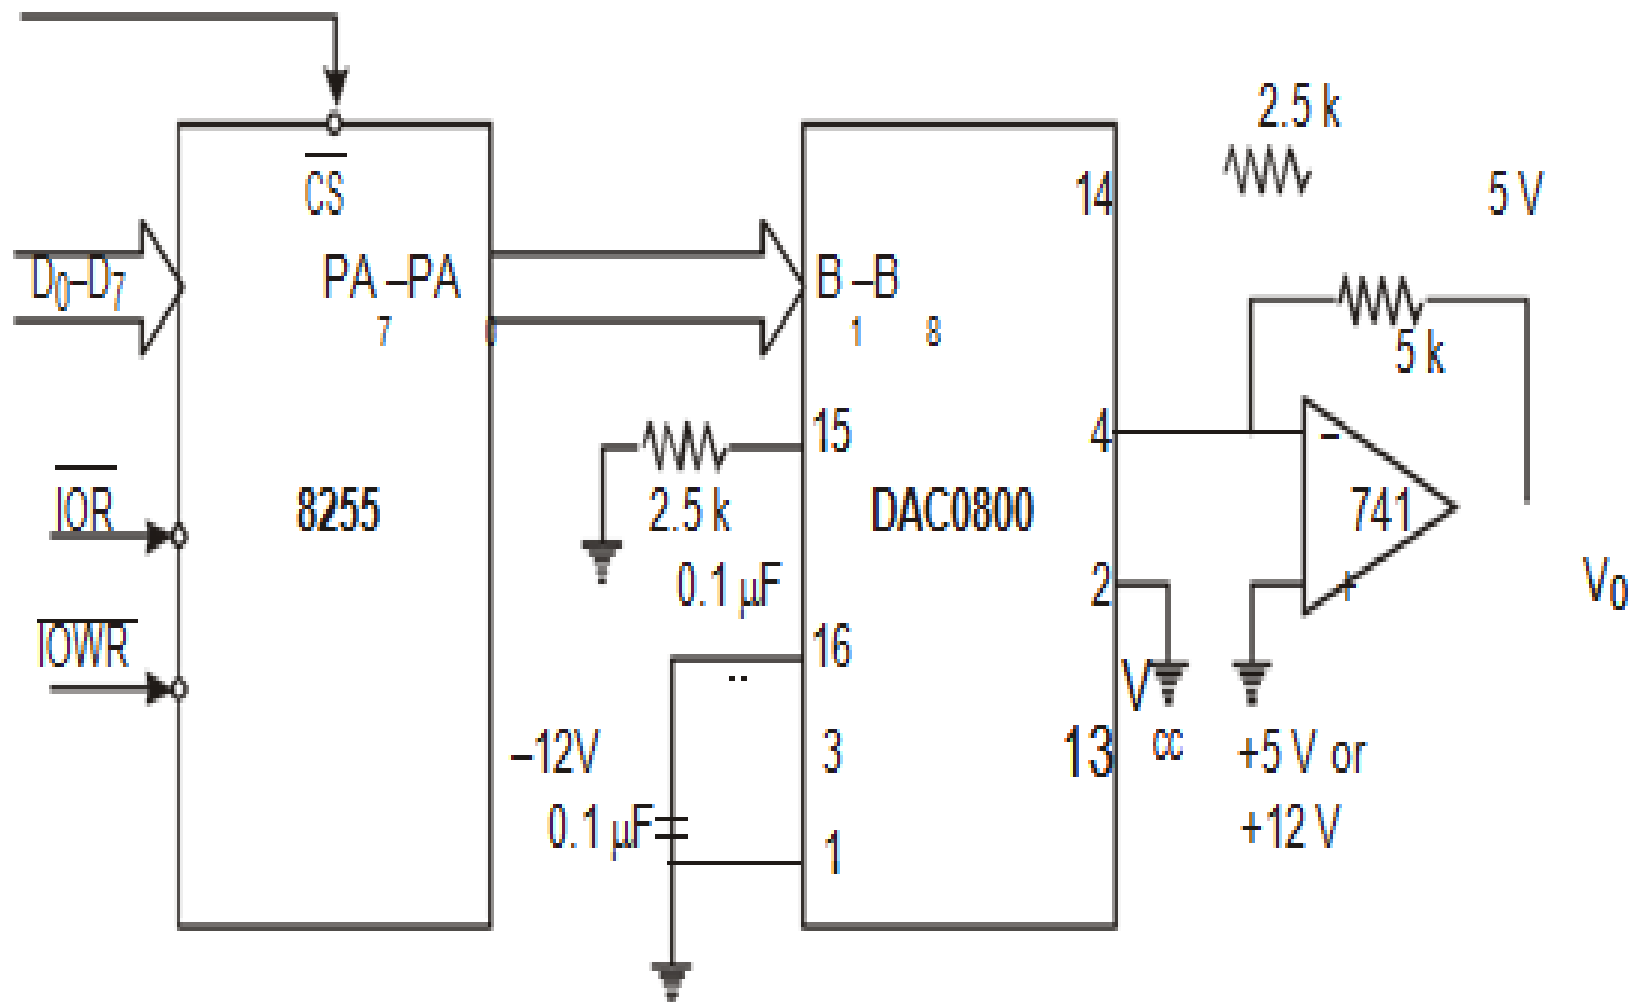 2.5 k
CS
14
5 V
D0–D7
PA –PA
7
B –B
1 8
5 k
15
4
–
IOR
8255
2.5 k
DAC0800
741
0.1 µF
2
+
V0
IOWR
16
V
CC
–12V
3
13
+5 V or
0.1 µF
1
+12 V